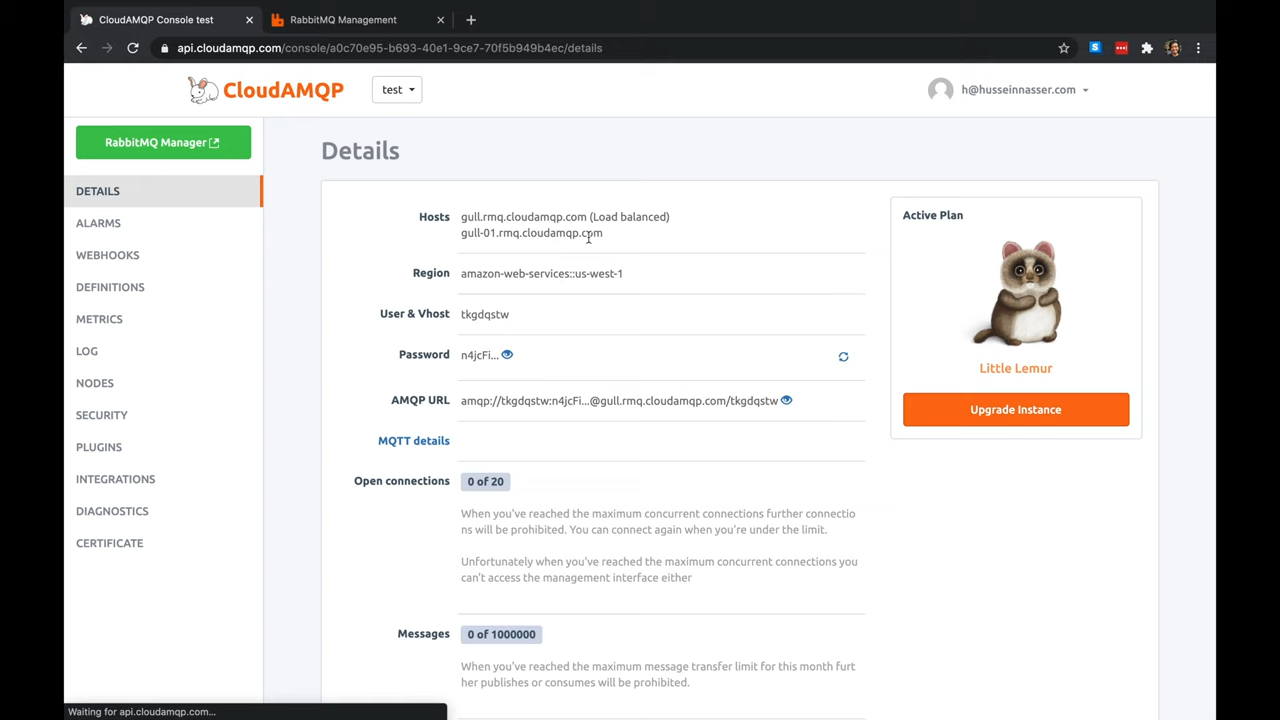 CloudAMQP Console test
RabbitMQ Management
api.cloudamqp.com/console/a0c70e95-b693-40e1-9ce7-70f5b949b4ec/details
CloudAMQP
test
h@husseinnasser.com
RabbitMQ Manager
DETAILS
ALARMS
WEBHOOKS
DEFINITIONS
METRICS
LOG
NODES
SECURITY
PLUGINS
INTEGRATIONS
DIAGNOSTICS
CERTIFICATE
Details
Hosts
gull.rmq.cloudamqp.com (Load balanced)
gull-01.rmq.cloudamqp.com
Region
amazon-web-services::us-west-1
User & Vhost
tkgdqstw
Password
n4jcFi...
AMQP URL
amqp://tkgdqstw:n4jcFi...@gull.rmq.cloudamqp.com/tkgdqstw
MQTT details
Open connections
0 of 20
When you've reached the maximum concurrent connections further connectio
ns will be prohibited. You can connect again when you're under the limit.
Unfortunately when you've reached the maximum concurrent connections you
can't access the management interface either
Messages
0 of 1000000
When you've reached the maximum message transfer limit for this month furt
her publishes or consumes will be prohibited.
Active Plan
Little Lemur
Upgrade Instance
Waiting for api.cloudamqp.com...